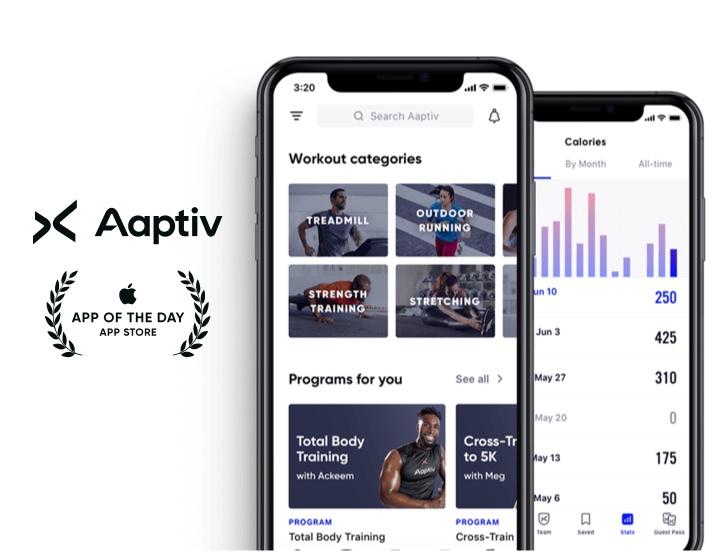 Aaptiv
APP OF THE DAY
APP STORE
3:20
Search Aaptiv
Workout categories
TREADMILL
OUTDOOR
RUNNING
STRENGTH
TRAINING
STRETCHING
Programs for you
See all
Total Body
Training
with Ackeem
Aaptiv
Cross-Tr
to 5K
with Meg
PROGRAM
Total Body Training
PROGRAM
Cross-Train
Calories
By Month
All-time
un 10
250
Jun 3
425
May 27
310
May 20
0
May 13
175
May 6
50
Team
Saved
Stats
Guest Pass